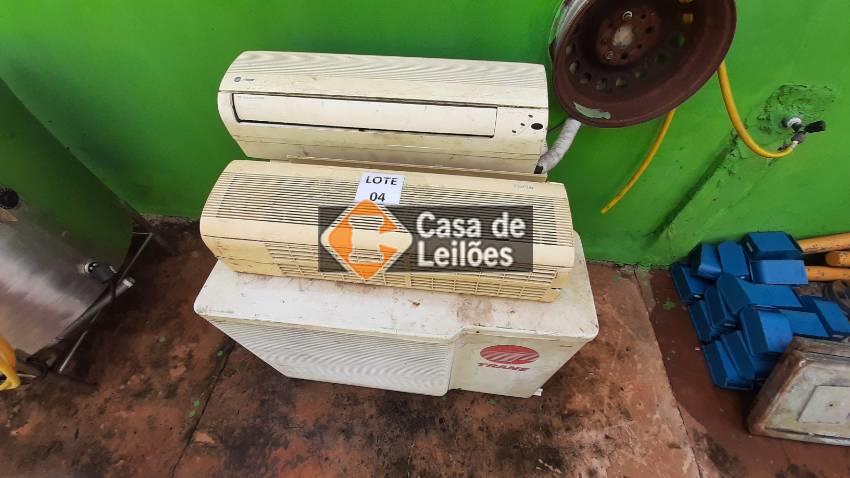 LOTE
04
Casa de
Leilões
TRANE